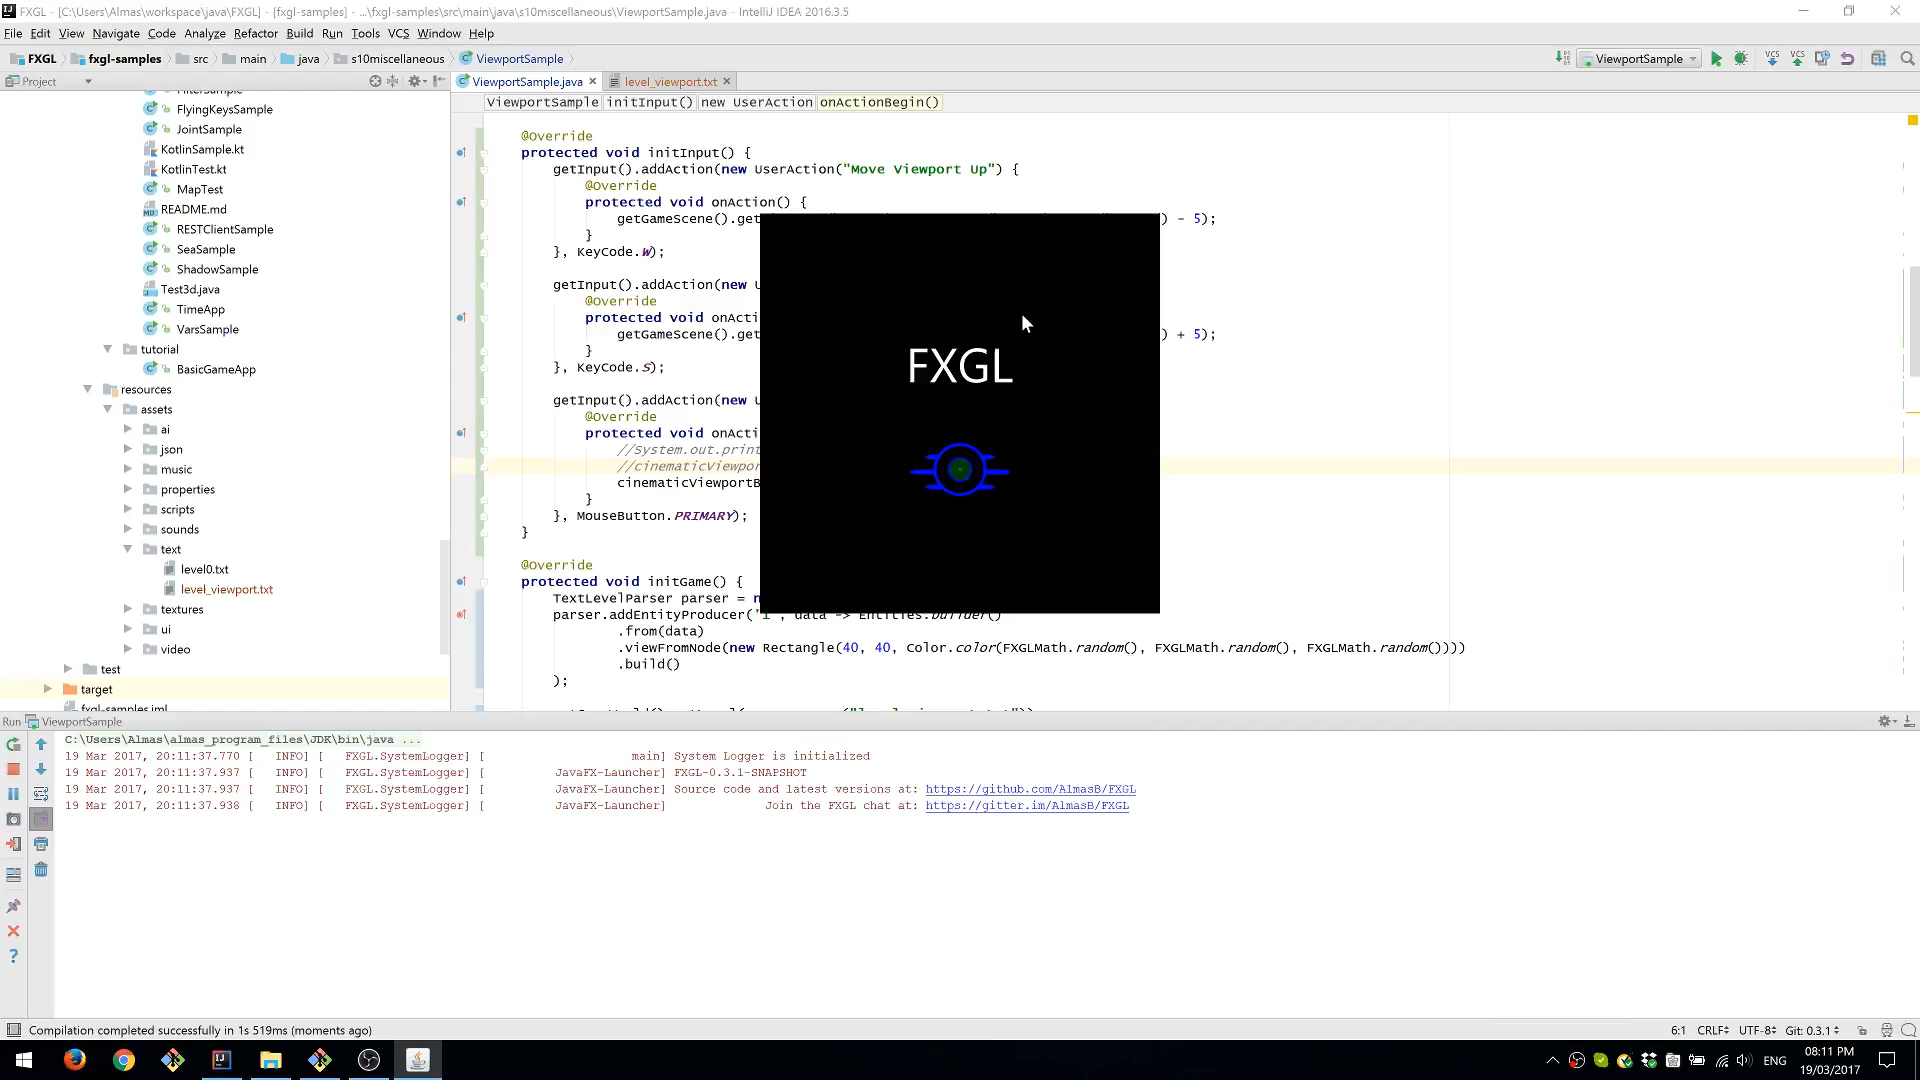 FXGL - [C:\Users\Almas\workspace\java\FXGL] - [fxgl-samples] - ...\fxgl-samples\src\main\java\s10miscellaneous\ViewportSample.java - IntelliJ IDEA 2016.3.5
File Edit View Navigate Code Analyze Refactor Build Run Tools VCS Window Help
FXGL fxgl-samples src main java s10miscellaneous ViewportSample
ViewportSample
Project
ViewportSample.java level_viewport.txt
ViewportSample initInput() new UserAction onActionBegin()
FlyingKeysSample
JointSample
KotlinSample.kt
KotlinTest.kt
MapTest
README.md
RESTClientSample
SeaSample
ShadowSample
Test3d.java
TimeApp
VarsSample
tutorial
BasicGameApp
resources
assets
ai
json
music
properties
scripts
sounds
text
level0.txt
level_viewport.txt
textures
ui
video
test
target
fxgl-samples.iml
@Override
protected void initInput() {
getInput().addAction(new UserAction("Move Viewport Up") {
@Override
protected void onAction() {
getGameScene().get ) - 5);
}
}, KeyCode.W);
getInput().addAction(new U
@Override
protected void onActi
getGameScene().get ) + 5);
}
}, KeyCode.S);
getInput().addAction(new U
@Override
protected void onActi
//System.out.print
//cinematicViewpor
cinematicViewportB
}
}, MouseButton.PRIMARY);
}
@Override
protected void initGame() {
TextLevelParser parser = n
parser.addEntityProducer('1', data -> Entities.builder()
.from(data)
.viewFromNode(new Rectangle(40, 40, Color.color(FXGLMath.random(), FXGLMath.random(), FXGLMath.random())))
.build()
);
FXGL
Run ViewportSample
C:\Users\Almas\almas_program_files\JDK\bin\java ...
19 Mar 2017, 20:11:37.770 [ INFO] [ FXGL.SystemLogger] [ main] System Logger is initialized
19 Mar 2017, 20:11:37.937 [ INFO] [ FXGL.SystemLogger] [ JavaFX-Launcher] FXGL-0.3.1-SNAPSHOT
19 Mar 2017, 20:11:37.937 [ INFO] [ FXGL.SystemLogger] [ JavaFX-Launcher] Source code and latest versions at: https://github.com/AlmasB/FXGL
19 Mar 2017, 20:11:37.938 [ INFO] [ FXGL.SystemLogger] [ JavaFX-Launcher] Join the FXGL chat at: https://gitter.im/AlmasB/FXGL
Compilation completed successfully in 1s 519ms (moments ago)
6:1 CRLF UTF-8 Git: 0.3.1
ENG
08:11 PM
19/03/2017